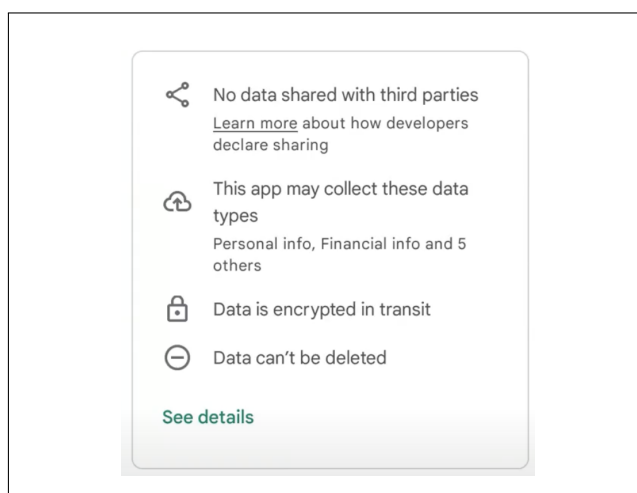 No data shared with third parties
Learn more about how developers
declare sharing
This app may collect these data
types
Personal info, Financial info and 5
others
Data is encrypted in transit
Data can't be deleted
See details